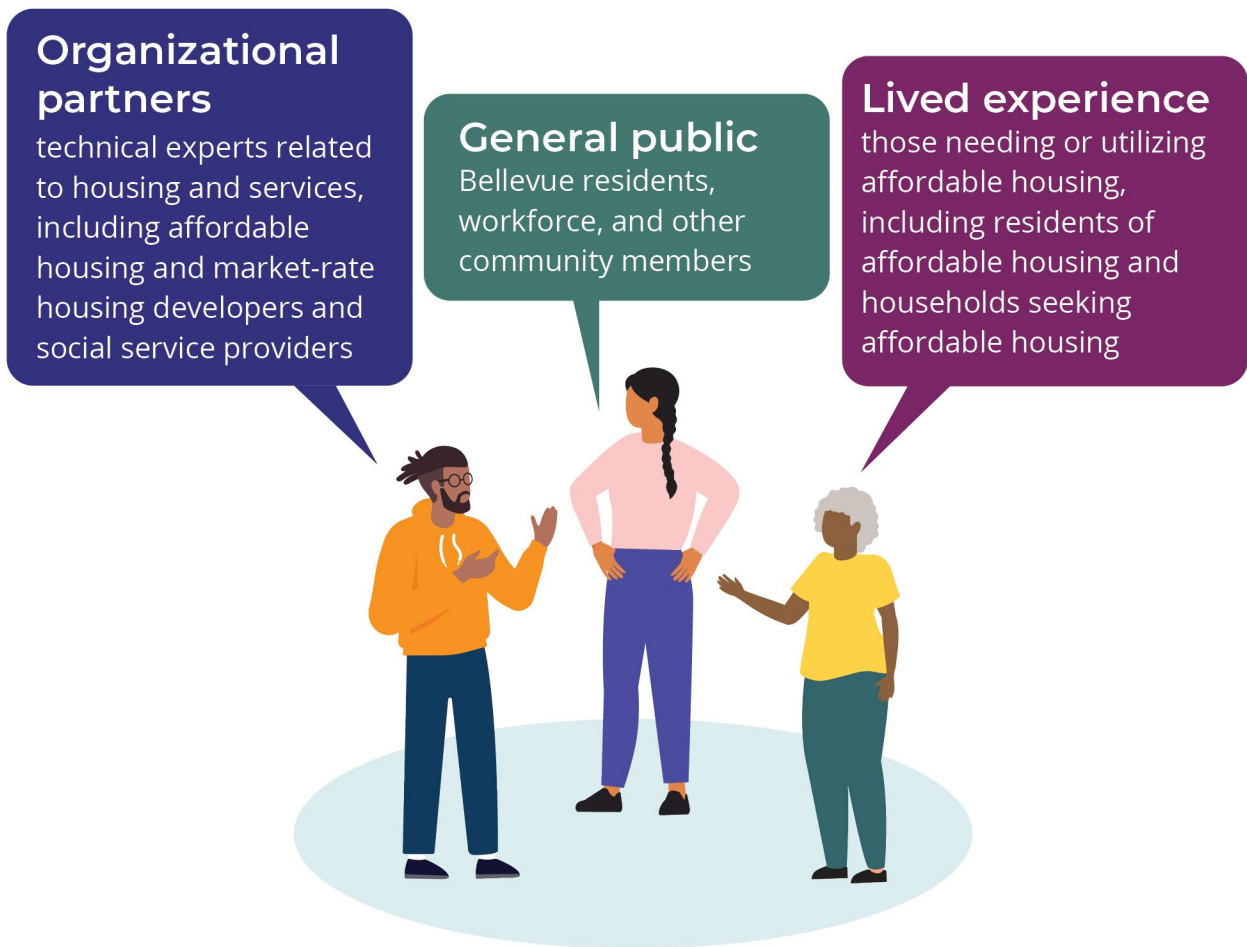 Organizational
partners
technical experts related
to housing and services,
including affordable
housing and market-rate
housing developers and
social service providers
General public
Bellevue residents,
workforce, and other
community members
Lived experience
those needing or utilizing
affordable housing,
including residents of
affordable housing and
households seeking
affordable housing